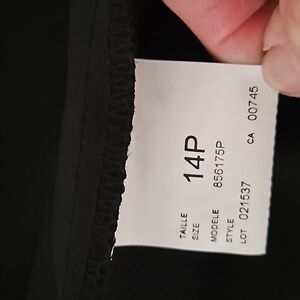 TAILLE
SIZE 14P
MODELE 856175P
STYLE
LOT 021537 CA 00745